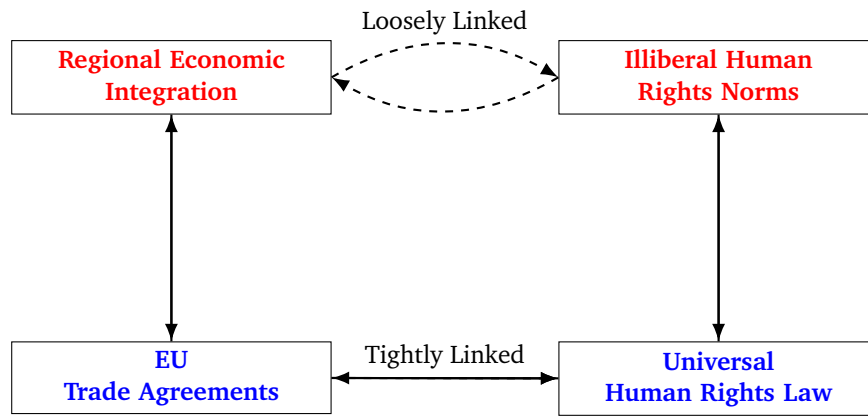 Loosely Linked
Regional Economic
Integration
Illiberal Human
Rights Norms
EU
Trade Agreements
Tightly Linked
Universal
Human Rights Law